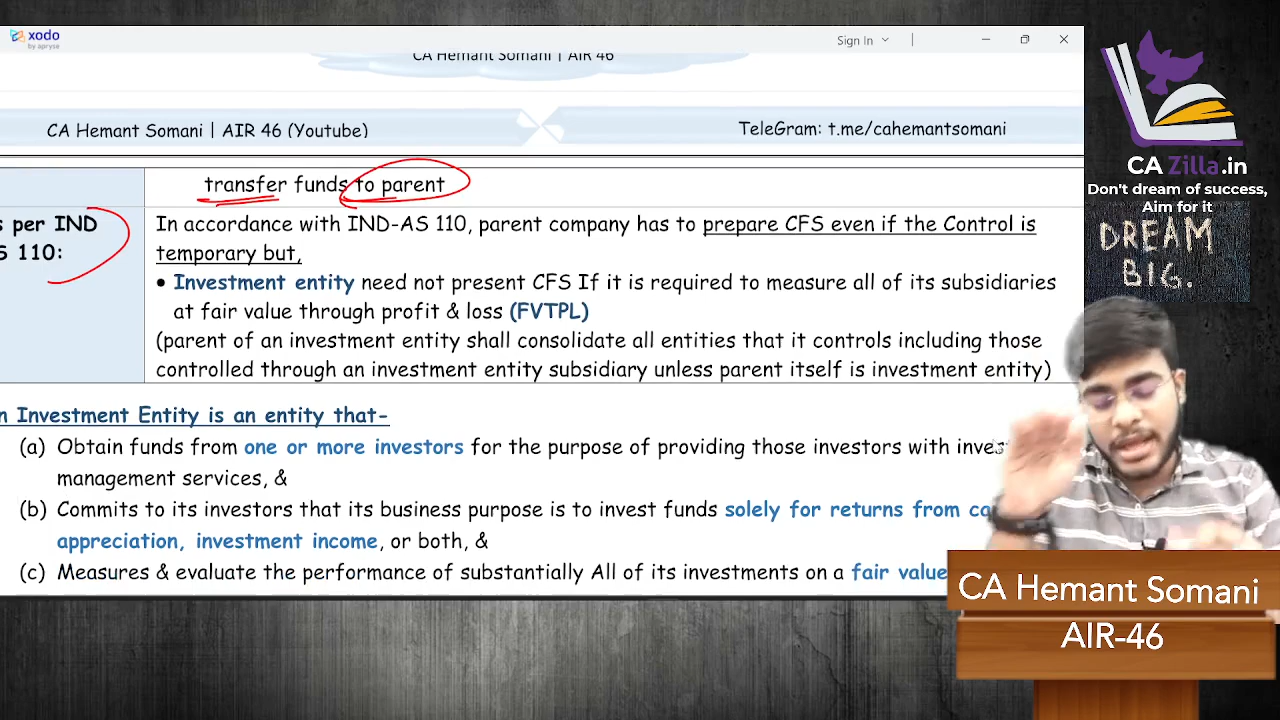 xodo
by apryse
Sign In
CA Hemant Somani | AIR 46
CA Hemant Somani | AIR 46 (Youtube)
TeleGram: t.me/cahemantsomani
transfer funds to parent
s per IND
S 110:
In accordance with IND-AS 110, parent company has to prepare CFS even if the Control is
temporary but,
• Investment entity need not present CFS If it is required to measure all of its subsidiaries
at fair value through profit & loss (FVTPL)
(parent of an investment entity shall consolidate all entities that it controls including those
controlled through an investment entity subsidiary unless parent itself is investment entity)
n Investment Entity is an entity that-
(a) Obtain funds from one or more investors for the purpose of providing those investors with inves
management services, &
(b) Commits to its investors that its business purpose is to invest funds solely for returns from ca
appreciation, investment income, or both, &
(c) Measures & evaluate the performance of substantially All of its investments on a fair value
CA Zilla.in
Don't dream of success,
Aim for it
DREAM
BIG.
CA Hemant Somani
AIR-46